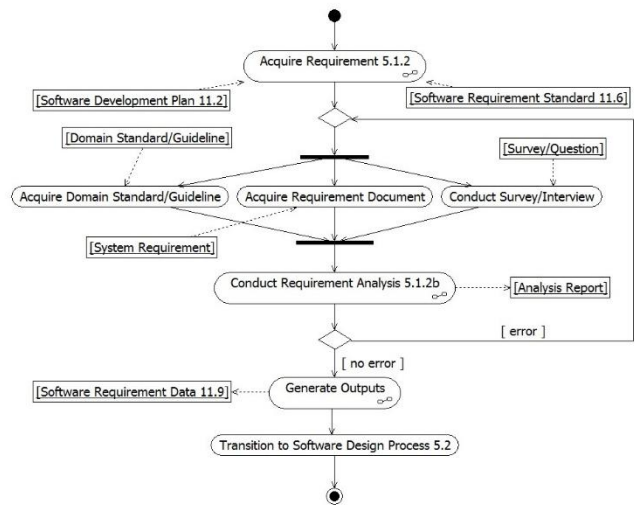 Acquire Requirement 5.1.2
[Software Development Plan 11.2]
[Software Requirement Standard 11.6]
[Domain Standard/Guideline]
[Survey/Question]
Acquire Domain Standard/Guideline
Acquire Requirement Document
Conduct Survey/Interview
[System Requirement]
Conduct Requirement Analysis 5.1.2b
[Analysis Report]
[ error ]
[ no error ]
[Software Requirement Data 11.9]
Generate Outputs
Transition to Software Design Process 5.2